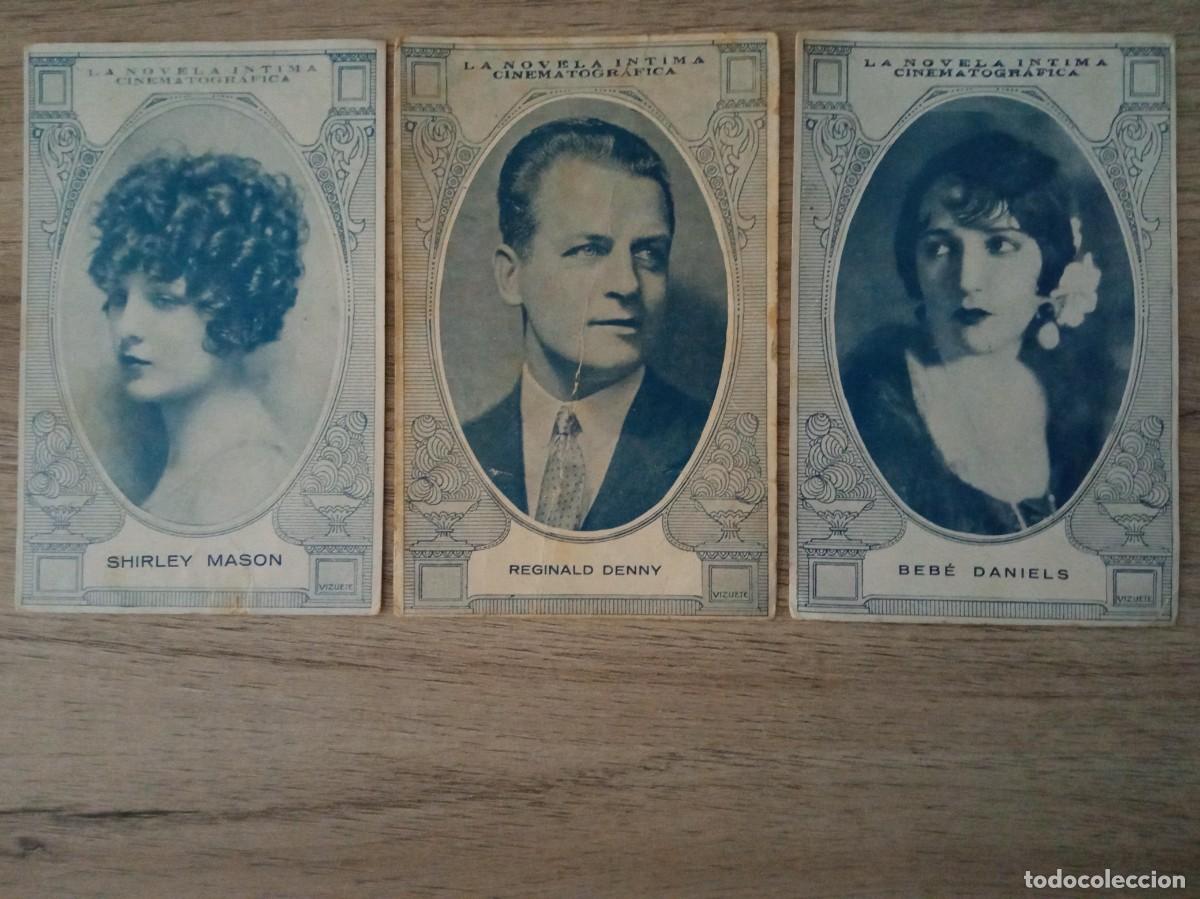 LA NOVELA INTIMA
CINEMATOGRÁFICA
SHIRLEY MASON
VIZUETE
LA NOVELA INTIMA
CINEMATOGRÁFICA
REGINALD DENNY
VIZUETE
LA NOVELA INTIMA
CINEMATOGRÁFICA
BEBÉ DANIELS
VIZUETE
todocoleccion